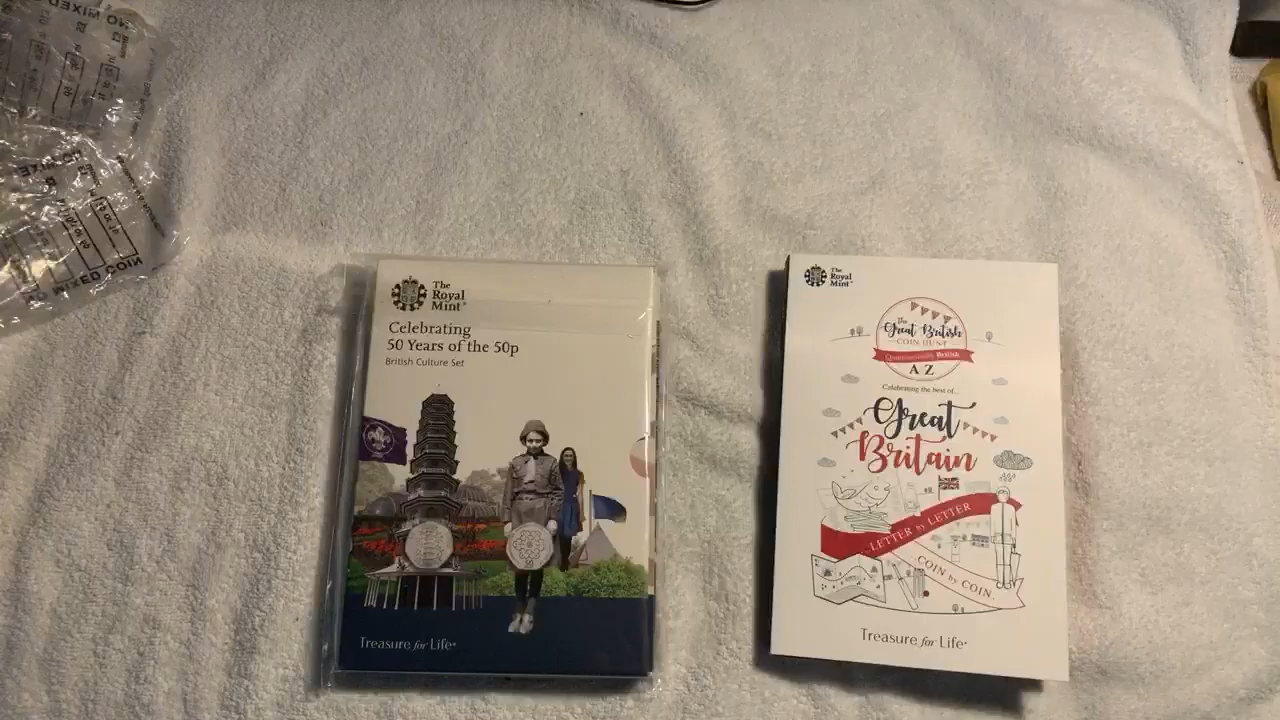 MIXED COIN
The
Royal
Mint®
Celebrating
50 Years of the 50p
British Culture Set
Treasure for Life®
The
Royal
Mint®
The
Great British
COIN HUNT
Quintessentially British
A Z
Celebrating the best of...
Great
Britain
LETTER by LETTER
COIN by COIN
Treasure for Life®